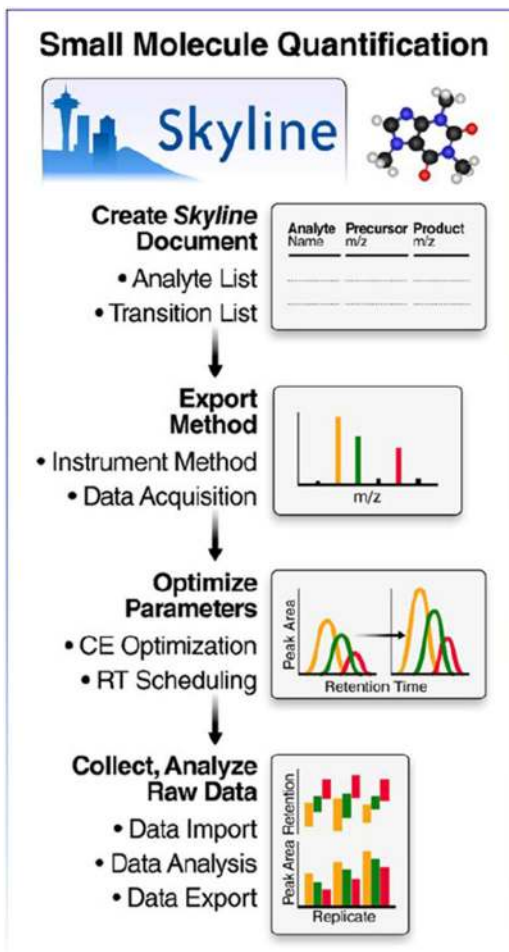 Small Molecule Quantification
Skyline
Create Skyline
Document
• Analyte List
• Transition List
Analyte Precursor Product
Name m/z m/z
Export
Method
• Instrument Method
• Data Acquisition
m/z
Optimize
Parameters
• CE Optimization
• RT Scheduling
Peak Area
Retention Time
Collect, Analyze
Raw Data
• Data Import
• Data Analysis
• Data Export
Retention
Peak Area
Replicate